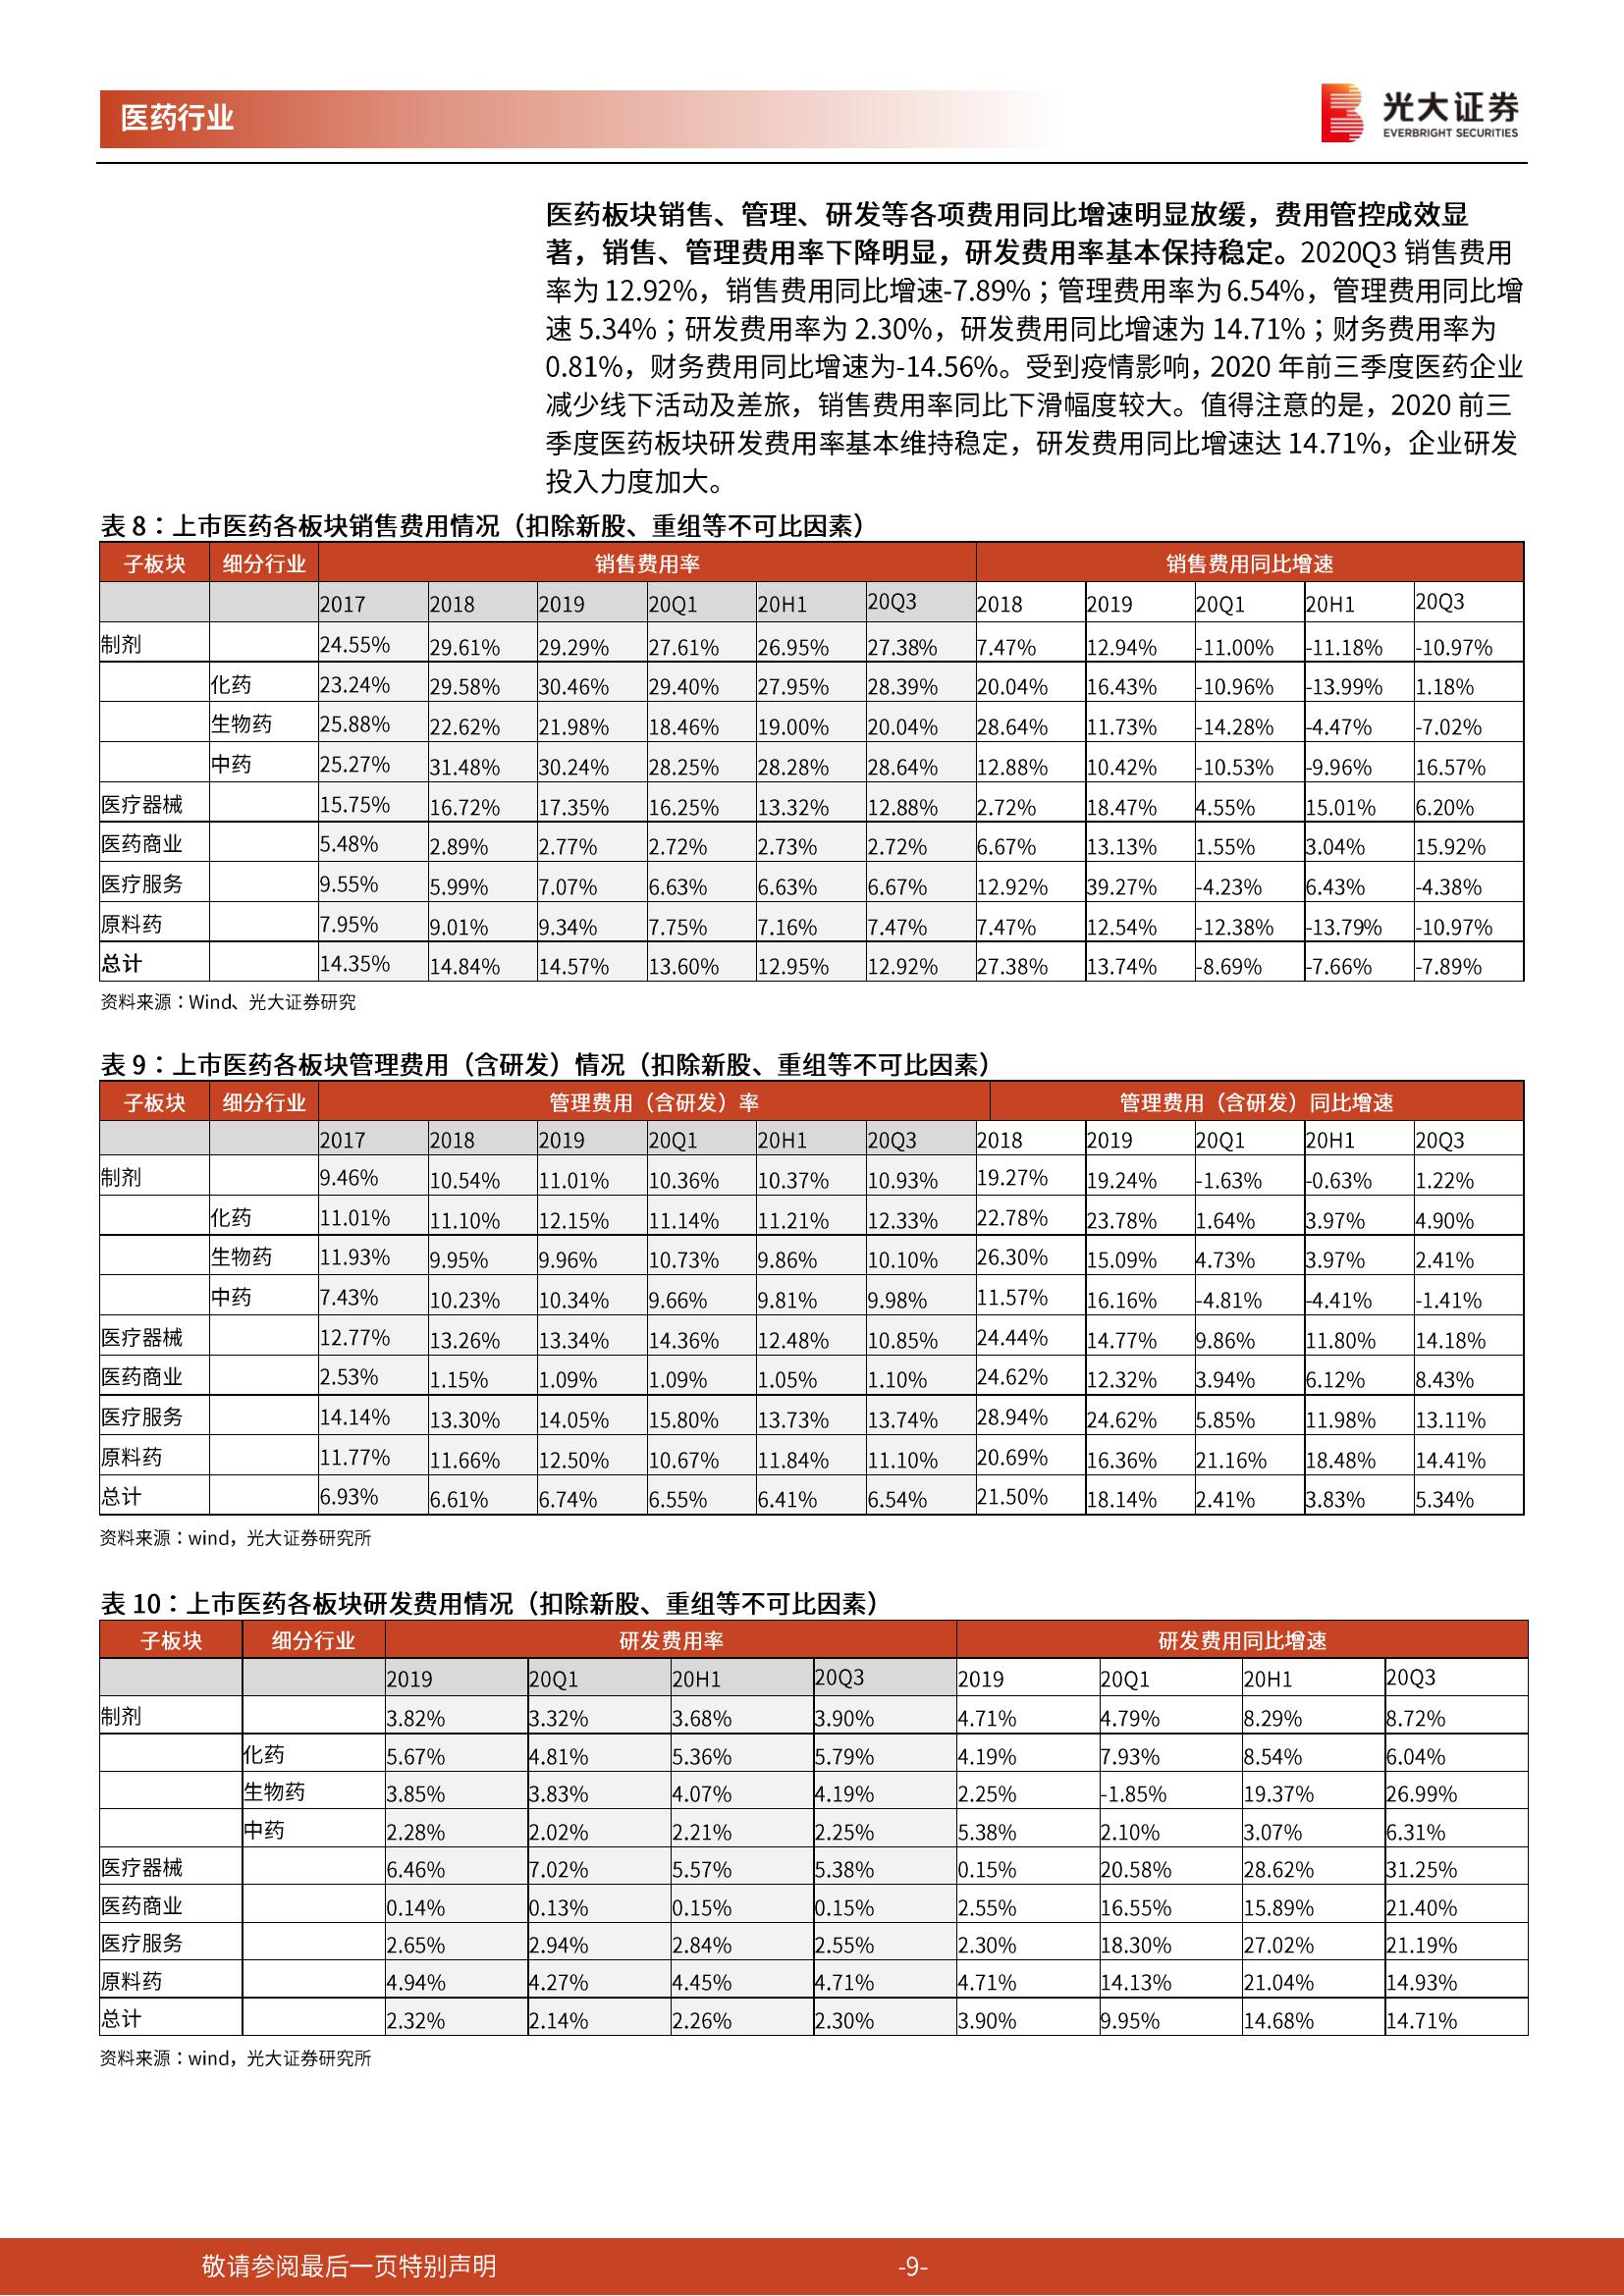 医药行业
光大证券
EVERBRIGHT SECURITIES
医药板块销售、管理、研发等各项费用同比增速明显放缓，费用管控成效显
著，销售、管理费用率下降明显，研发费用率基本保持稳定。2020Q3 销售费用
率为 12.92%，销售费用同比增速-7.89%；管理费用率为 6.54%，管理费用同比增
速 5.34%；研发费用率为 2.30%，研发费用同比增速为 14.71%；财务费用率为
0.81%，财务费用同比增速为-14.56%。受到疫情影响，2020 年前三季度医药企业
减少线下活动及差旅，销售费用率同比下滑幅度较大。值得注意的是，2020 前三
季度医药板块研发费用率基本维持稳定，研发费用同比增速达 14.71%，企业研发
投入力度加大。
表 8：上市医药各板块销售费用情况（扣除新股、重组等不可比因素）
子板块 细分行业 销售费用率 销售费用同比增速
2017 2018 2019 20Q1 20H1 20Q3 2018 2019 20Q1 20H1 20Q3
制剂 24.55% 29.61% 29.29% 27.61% 26.95% 27.38% 7.47% 12.94% -11.00% -11.18% -10.97%
化药 23.24% 29.58% 30.46% 29.40% 27.95% 28.39% 20.04% 16.43% -10.96% -13.99% 1.18%
生物药 25.88% 22.62% 21.98% 18.46% 19.00% 20.04% 28.64% 11.73% -14.28% -4.47% -7.02%
中药 25.27% 31.48% 30.24% 28.25% 28.28% 28.64% 12.88% 10.42% -10.53% -9.96% 16.57%
医疗器械 15.75% 16.72% 17.35% 16.25% 13.32% 12.88% 2.72% 18.47% 4.55% 15.01% 6.20%
医药商业 5.48% 2.89% 2.77% 2.72% 2.73% 2.72% 6.67% 13.13% 1.55% 3.04% 15.92%
医疗服务 9.55% 5.99% 7.07% 6.63% 6.63% 6.67% 12.92% 39.27% -4.23% 6.43% -4.38%
原料药 7.95% 9.01% 9.34% 7.75% 7.16% 7.47% 7.47% 12.54% -12.38% -13.79% -10.97%
总计 14.35% 14.84% 14.57% 13.60% 12.95% 12.92% 27.38% 13.74% -8.69% -7.66% -7.89%
资料来源：Wind、光大证券研究
表 9：上市医药各板块管理费用（含研发）情况（扣除新股、重组等不可比因素）
子板块 细分行业 管理费用（含研发）率 管理费用（含研发）同比增速
2017 2018 2019 20Q1 20H1 20Q3 2018 2019 20Q1 20H1 20Q3
制剂 9.46% 10.54% 11.01% 10.36% 10.37% 10.93% 19.27% 19.24% -1.63% -0.63% 1.22%
化药 11.01% 11.10% 12.15% 11.14% 11.21% 12.33% 22.78% 23.78% 1.64% 3.97% 4.90%
生物药 11.93% 9.95% 9.96% 10.73% 9.86% 10.10% 26.30% 15.09% 4.73% 3.97% 2.41%
中药 7.43% 10.23% 10.34% 9.66% 9.81% 9.98% 11.57% 16.16% -4.81% -4.41% -1.41%
医疗器械 12.77% 13.26% 13.34% 14.36% 12.48% 10.85% 24.44% 14.77% 9.86% 11.80% 14.18%
医药商业 2.53% 1.15% 1.09% 1.09% 1.05% 1.10% 24.62% 12.32% 3.94% 6.12% 8.43%
医疗服务 14.14% 13.30% 14.05% 15.80% 13.73% 13.74% 28.94% 24.62% 5.85% 11.98% 13.11%
原料药 11.77% 11.66% 12.50% 10.67% 11.84% 11.10% 20.69% 16.36% 21.16% 18.48% 14.41%
总计 6.93% 6.61% 6.74% 6.55% 6.41% 6.54% 21.50% 18.14% 2.41% 3.83% 5.34%
资料来源：wind，光大证券研究所
表 10：上市医药各板块研发费用情况（扣除新股、重组等不可比因素）
子板块 细分行业 研发费用率 研发费用同比增速
2019 20Q1 20H1 20Q3 2019 20Q1 20H1 20Q3
制剂 3.82% 3.32% 3.68% 3.90% 4.71% 4.79% 8.29% 8.72%
化药 5.67% 4.81% 5.36% 5.79% 4.19% 7.93% 8.54% 6.04%
生物药 3.85% 3.83% 4.07% 4.19% 2.25% -1.85% 19.37% 26.99%
中药 2.28% 2.02% 2.21% 2.25% 5.38% 2.10% 3.07% 6.31%
医疗器械 6.46% 7.02% 5.57% 5.38% 0.15% 20.58% 28.62% 31.25%
医药商业 0.14% 0.13% 0.15% 0.15% 2.55% 16.55% 15.89% 21.40%
医疗服务 2.65% 2.94% 2.84% 2.55% 2.30% 18.30% 27.02% 21.19%
原料药 4.94% 4.27% 4.45% 4.71% 4.71% 14.13% 21.04% 14.93%
总计 2.32% 2.14% 2.26% 2.30% 3.90% 9.95% 14.68% 14.71%
资料来源：wind，光大证券研究所
敬请参阅最后一页特别声明 -9-